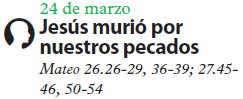 24 de marzo
Jesús murió por
nuestros pecados
Mateo 26.26-29, 36-39; 27.45-
46, 50-54